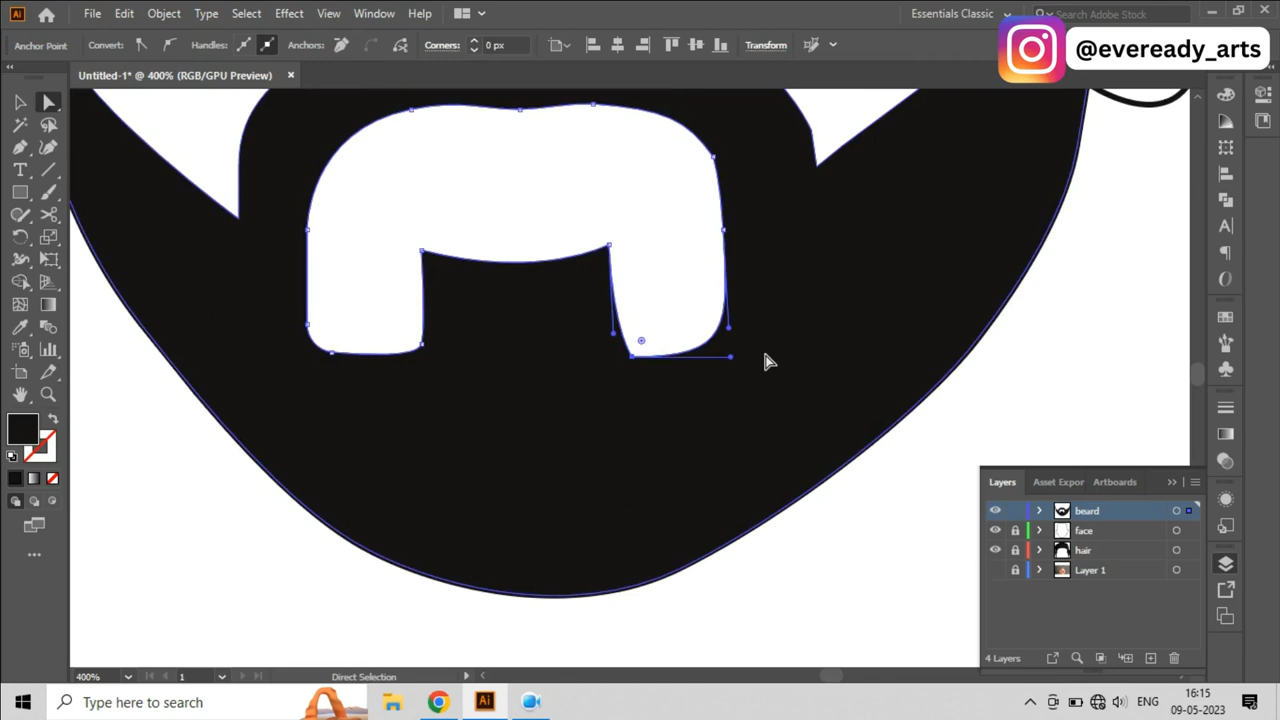 Ai File Edit Object Type Select Effect View Window Help Essentials Classic Search Adobe Stock
Anchor Point Convert: Handles: Anchors: Corners: 0 px Transform
@eveready_arts
Untitled-1* @ 400% (RGB/GPU Preview)
Layers Asset Expor Artboards
beard
face
hair
Layer 1
4 Layers
400% 1 Direct Selection
Type here to search
Ai
ENG
16:15
09-05-2023